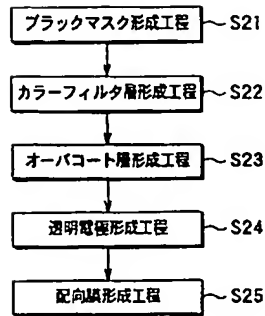 ブラックマスク形成工程 S21
カラーフィルタ層形成工程 S22
オーバコート層形成工程 S23
透明電極形成工程 S24
配向膜形成工程 S25